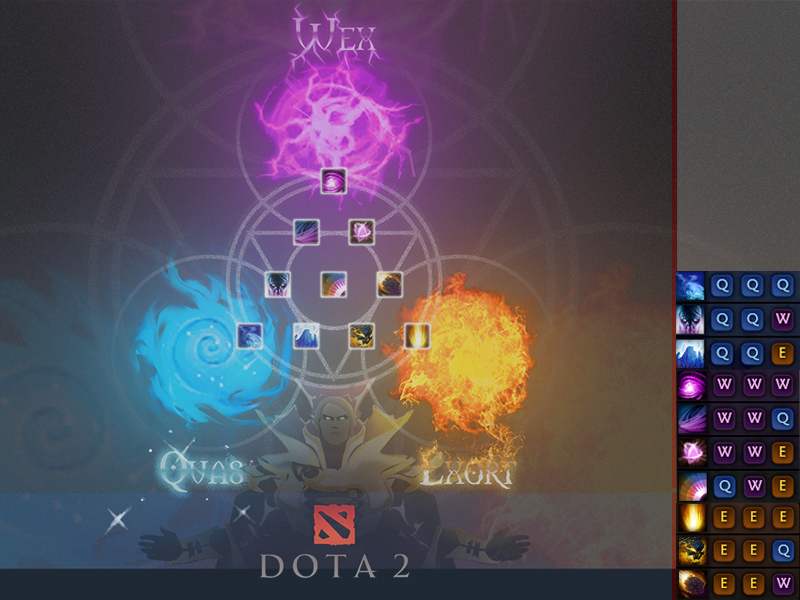 Wex
Quas
Exort
DOTA 2
Q Q Q
Q Q W
Q Q E
W W W
W W Q
W W E
Q W E
E E E
E E Q
E E W